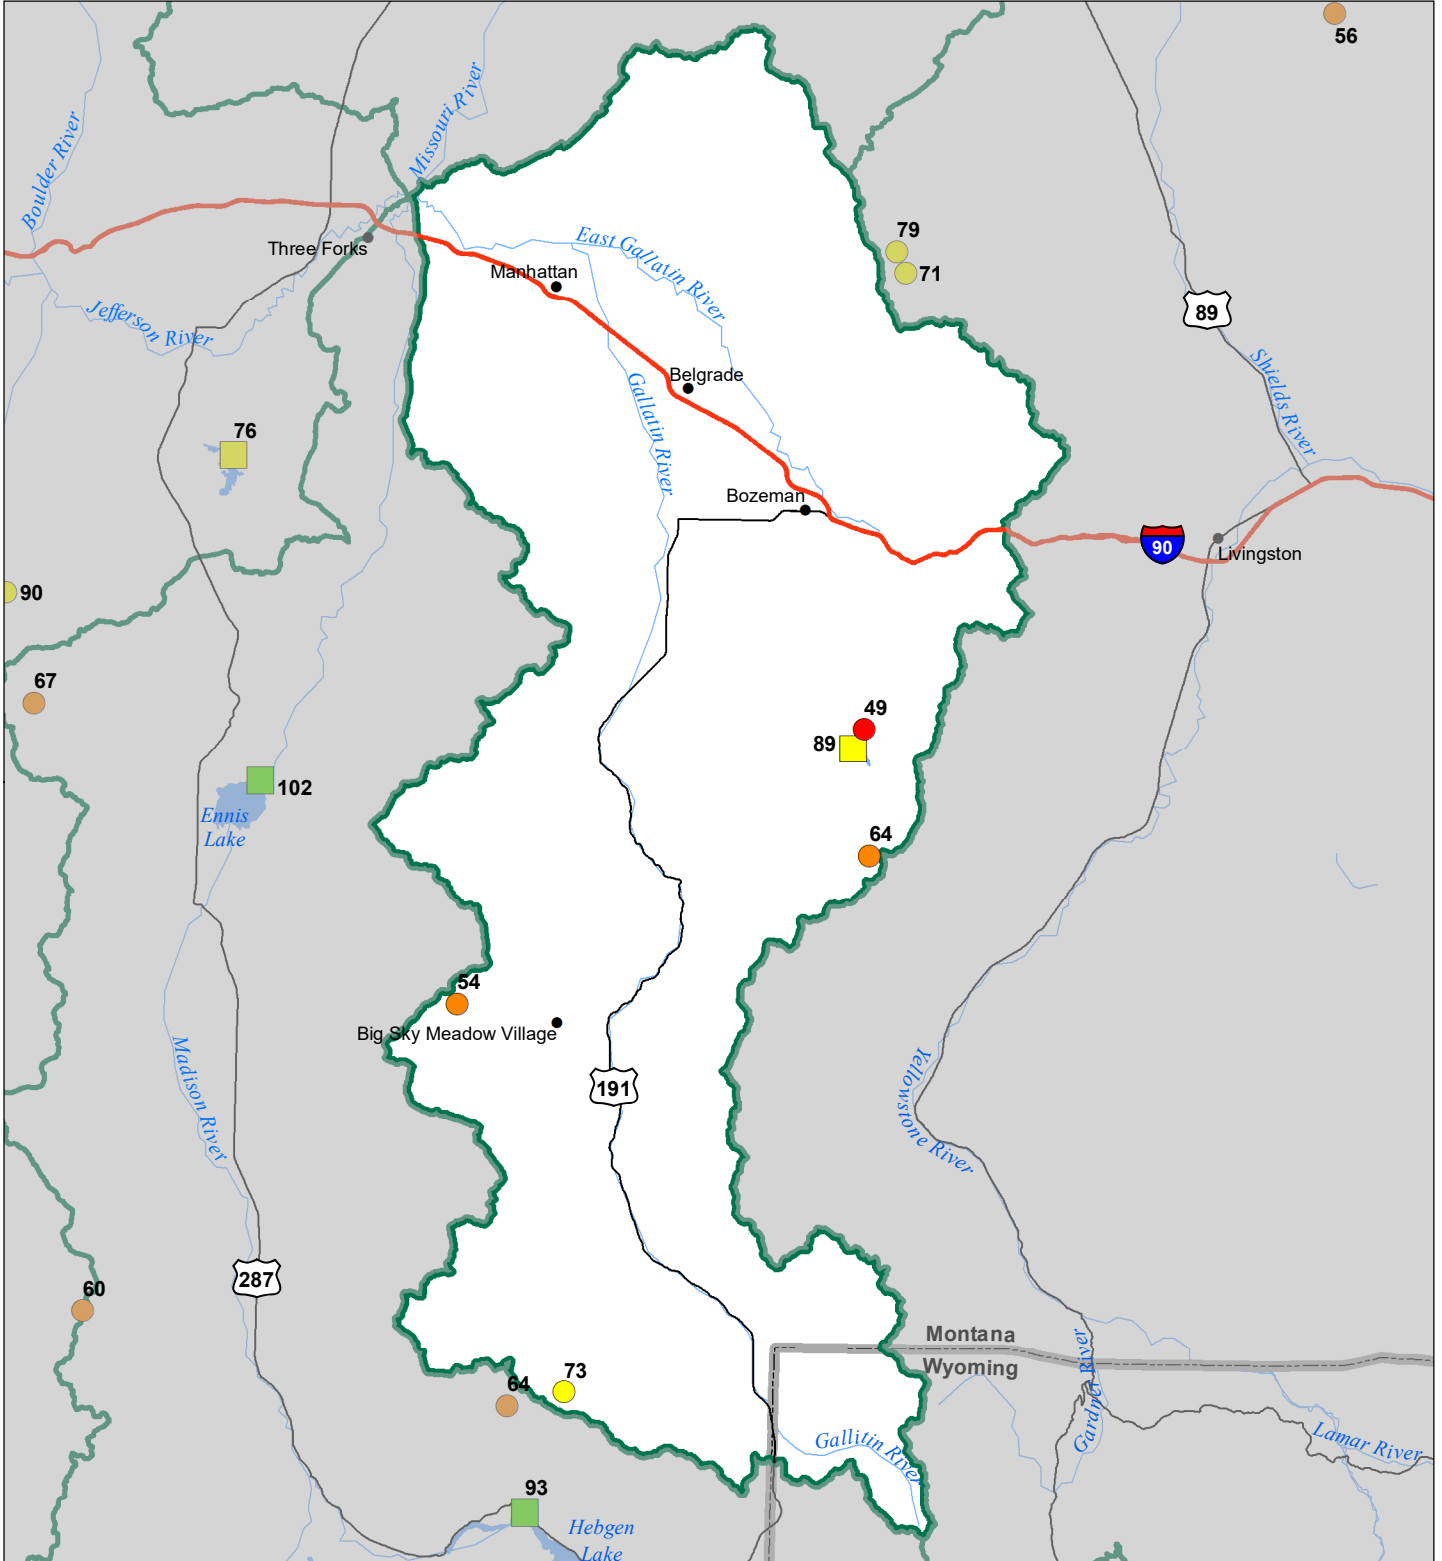 56
Missouri River
Boulder River
79
71
Three Forks
East Gallatin River
Manhattan
89
Jefferson River
Shields River
Belgrade
Gallatin River
76
Bozeman
90
Livingston
90
67
49
89
102
Ennis
Lake
64
54
Big Sky Meadow Village
Madison River
191
Yellowstone River
287
60
Montana
Wyoming
64
73
Gardner River
Gallitin River
Lamar River
93
Hebgen
Lake